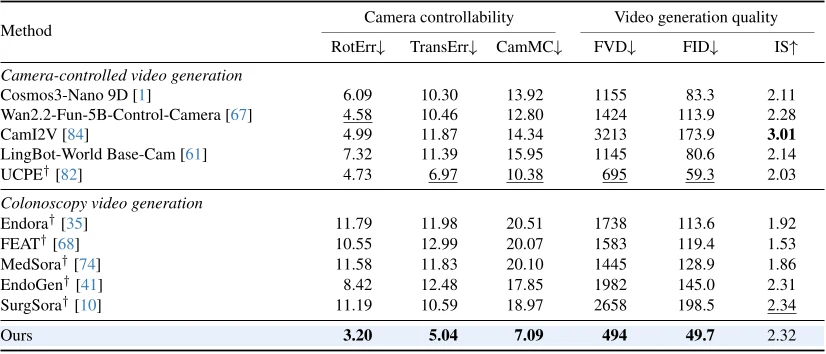 Method Camera controllability Video generation quality
RotErr↓ TransErr↓ CamMC↓ FVD↓ FID↓ IS↑
Camera-controlled video generation
Cosmos3-Nano 9D [1] 6.09 10.30 13.92 1155 83.3 2.11
Wan2.2-Fun-5B-Control-Camera [67] 4.58 10.46 12.80 1424 113.9 2.28
CamI2V [84] 4.99 11.87 14.34 3213 173.9 3.01
LingBot-World Base-Cam [61] 7.32 11.39 15.95 1145 80.6 2.14
UCPE† [82] 4.73 6.97 10.38 695 59.3 2.03
Colonoscopy video generation
Endora† [35] 11.79 11.98 20.51 1738 113.6 1.92
FEAT† [68] 10.55 12.99 20.07 1583 119.4 1.53
MedSora† [74] 11.58 11.83 20.10 1445 128.9 1.86
EndoGen† [41] 8.42 12.48 17.85 1982 145.0 2.31
SurgSora† [10] 11.19 10.59 18.97 2658 198.5 2.34
Ours 3.20 5.04 7.09 494 49.7 2.32